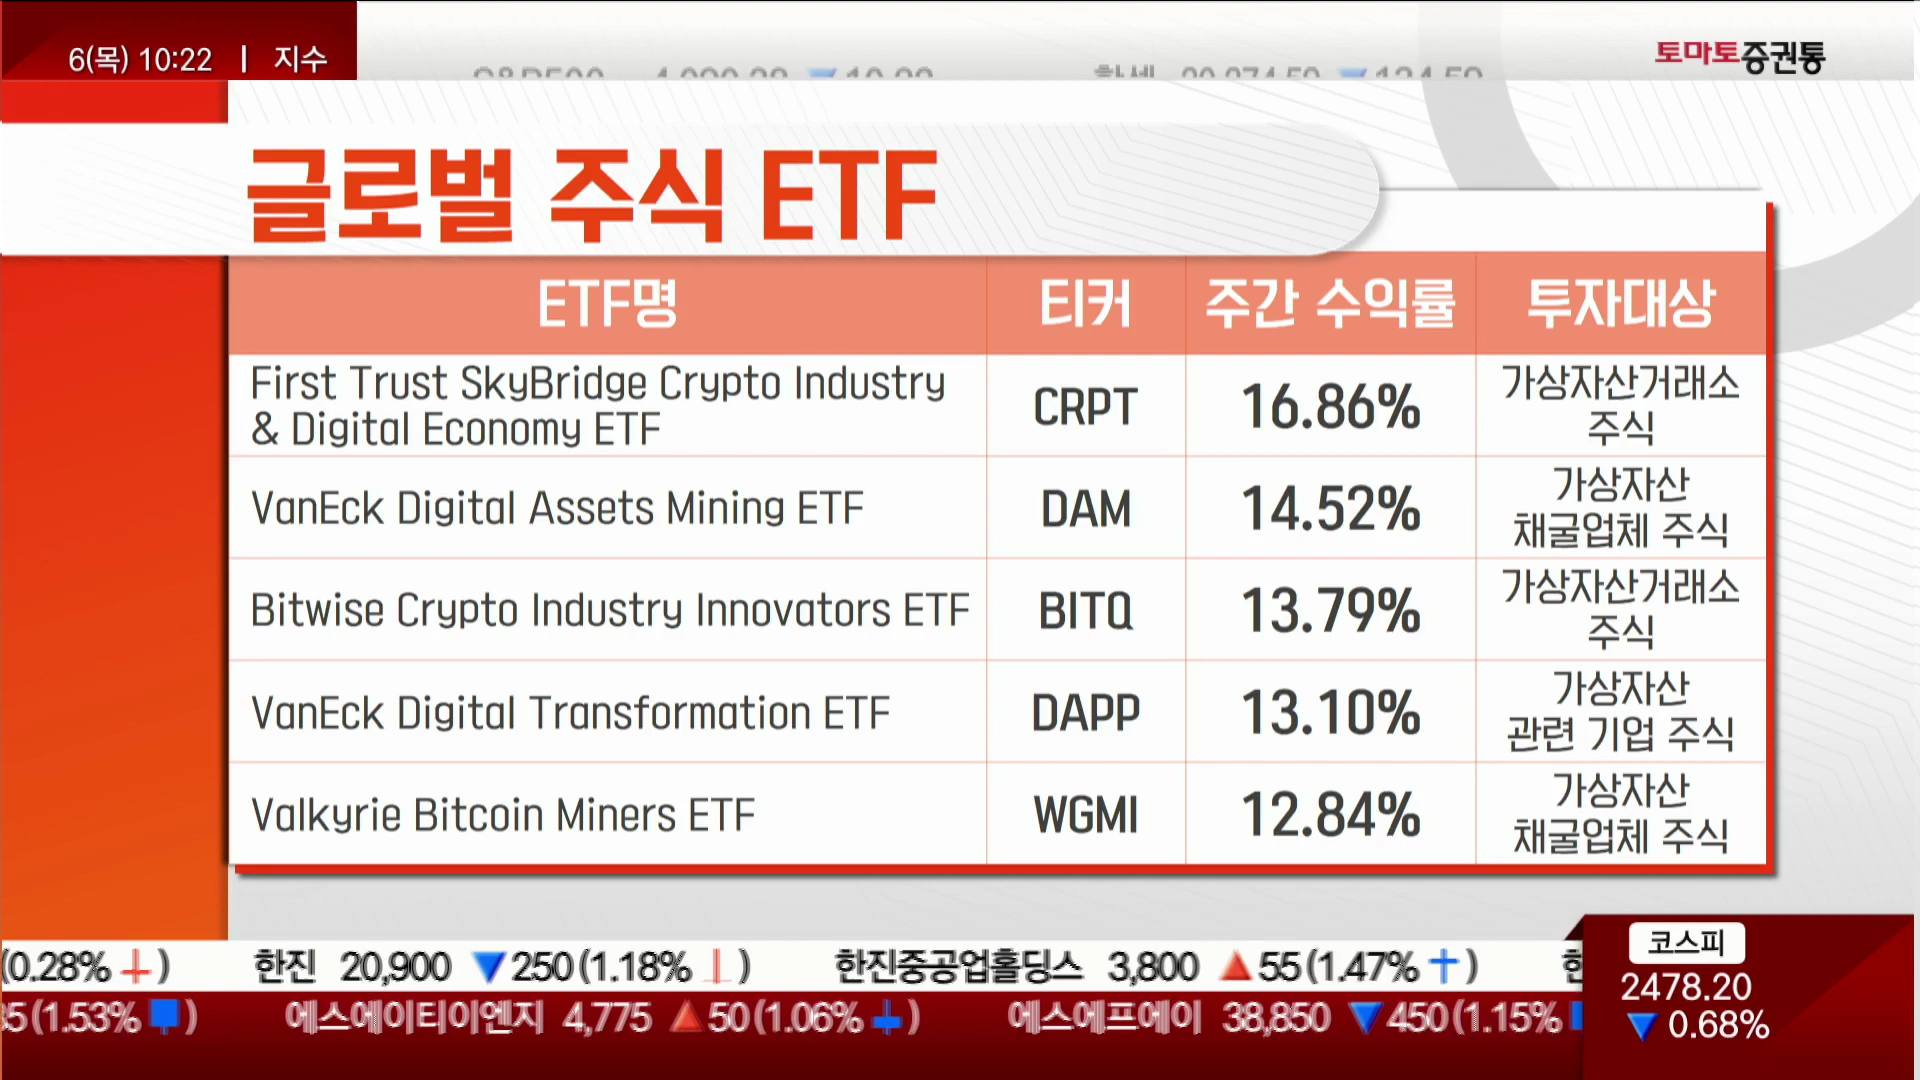 6(목) 10:22 | 지수
토마토증권통
글로벌 주식 ETF
ETF명 티커 주간 수익률 투자대상
First Trust SkyBridge Crypto Industry
& Digital Economy ETF
CRPT 16.86%
가상자산거래소
주식
VanEck Digital Assets Mining ETF DAM 14.52%
가상자산
채굴업체 주식
Bitwise Crypto Industry Innovators ETF BITQ 13.79%
가상자산거래소
주식
VanEck Digital Transformation ETF DAPP 13.10%
가상자산
관련 기업 주식
Valkyrie Bitcoin Miners ETF WGMI 12.84%
가상자산
채굴업체 주식
(0.28% ) 한진 20,900 ▼250(1.18% ) 한진중공업홀딩스 3,800 ▲55(1.47% )
(1.53% ) 에스에이티이엔지 4,775 ▲50(1.06% ) 에스에프에이 38,850 ▼450(1.15%
코스피
2478.20
▼ 0.68%